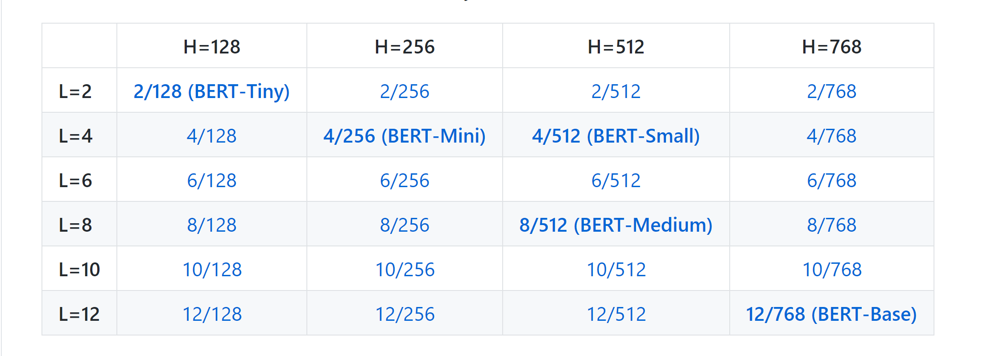 H=128 H=256 H=512 H=768
L=2 2/128 (BERT-Tiny) 2/256 2/512 2/768
L=4 4/128 4/256 (BERT-Mini) 4/512 (BERT-Small) 4/768
L=6 6/128 6/256 6/512 6/768
L=8 8/128 8/256 8/512 (BERT-Medium) 8/768
L=10 10/128 10/256 10/512 10/768
L=12 12/128 12/256 12/512 12/768 (BERT-Base)